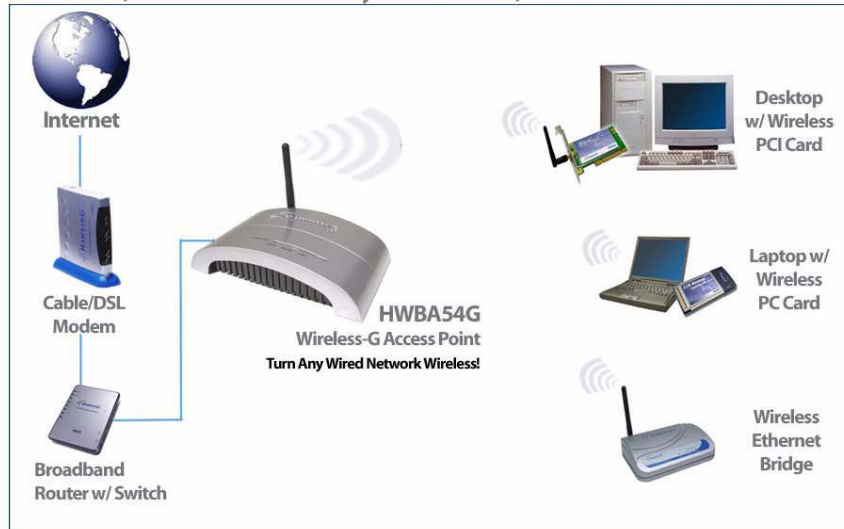 Internet
Cable/DSL
Modem
Broadband
Router w/ Switch
HWBA54G
Wireless-G Access Point
Turn Any Wired Network Wireless!
Desktop
w/ Wireless
PCI Card
Laptop w/
Wireless
PC Card
Wireless
Ethernet
Bridge